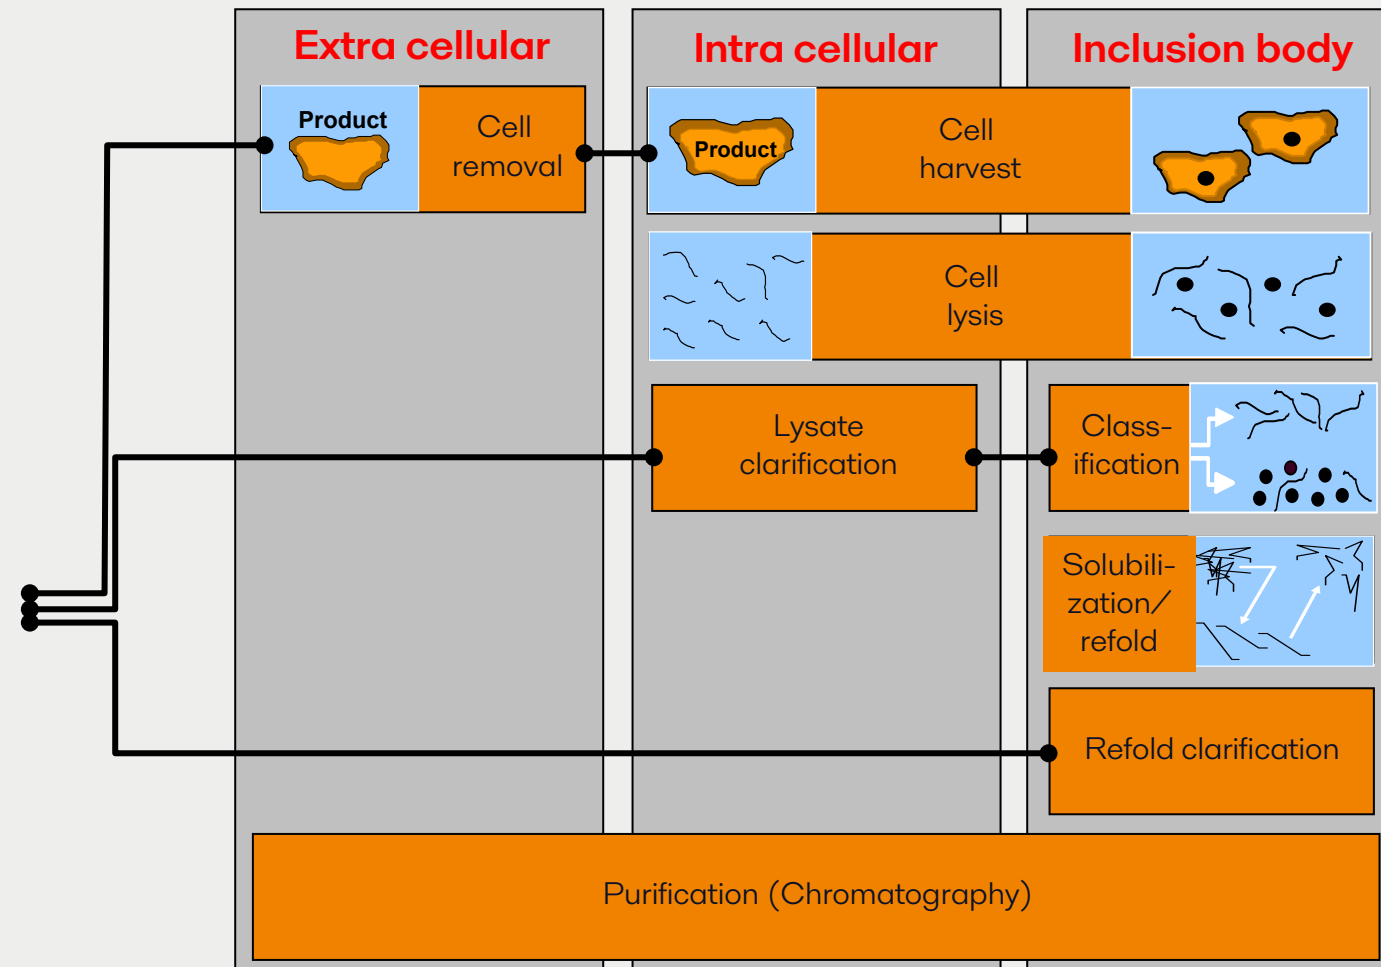 Extra cellular
Intra cellular
Inclusion body
Product
Cell
removal
Product
Cell
harvest
Cell
lysis
Lysate
clarification
Class-
ification
Solubili-
zation/
refold
Refold clarification
Purification (Chromatography)